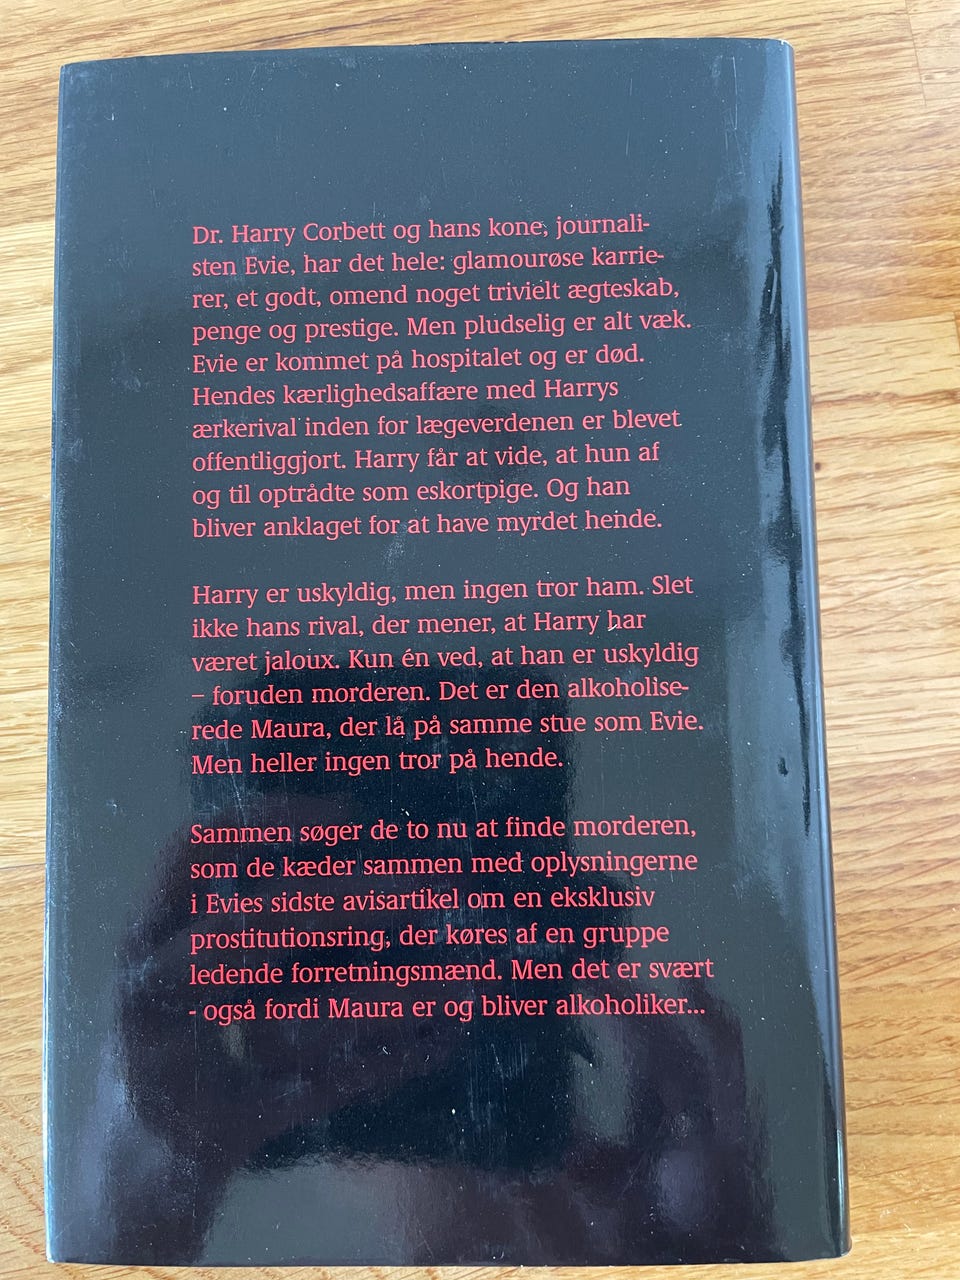 Dr. Harry Corbett og hans kone, journali-
sten Evie, har det hele: glamourøse karrie-
rer, et godt, omend noget trivielt ægteskab,
penge og prestige. Men pludselig er alt væk.
Evie er kommet på hospitalet og er død.
Hendes kærlighedsaffære med Harrys
ærkerival inden for lægeverdenen er blevet
offentliggjort. Harry får at vide, at hun af
og til optrådte som eskortpige. Og han
bliver anklaget for at have myrdet hende.
Harry er uskyldig, men ingen tror ham. Slet
ikke hans rival, der mener, at Harry har
været jaloux. Kun én ved, at han er uskyldig
– foruden morderen. Det er den alkoholise-
rede Maura, der lå på samme stue som Evie.
Men heller ingen tror på hende.
Sammen søger de to nu at finde morderen,
som de kæder sammen med oplysningerne
i Evies sidste avisartikel om en eksklusiv
prostitutionsring, der køres af en gruppe
ledende forretningsmænd. Men det er svært
- også fordi Maura er og bliver alkoholiker...